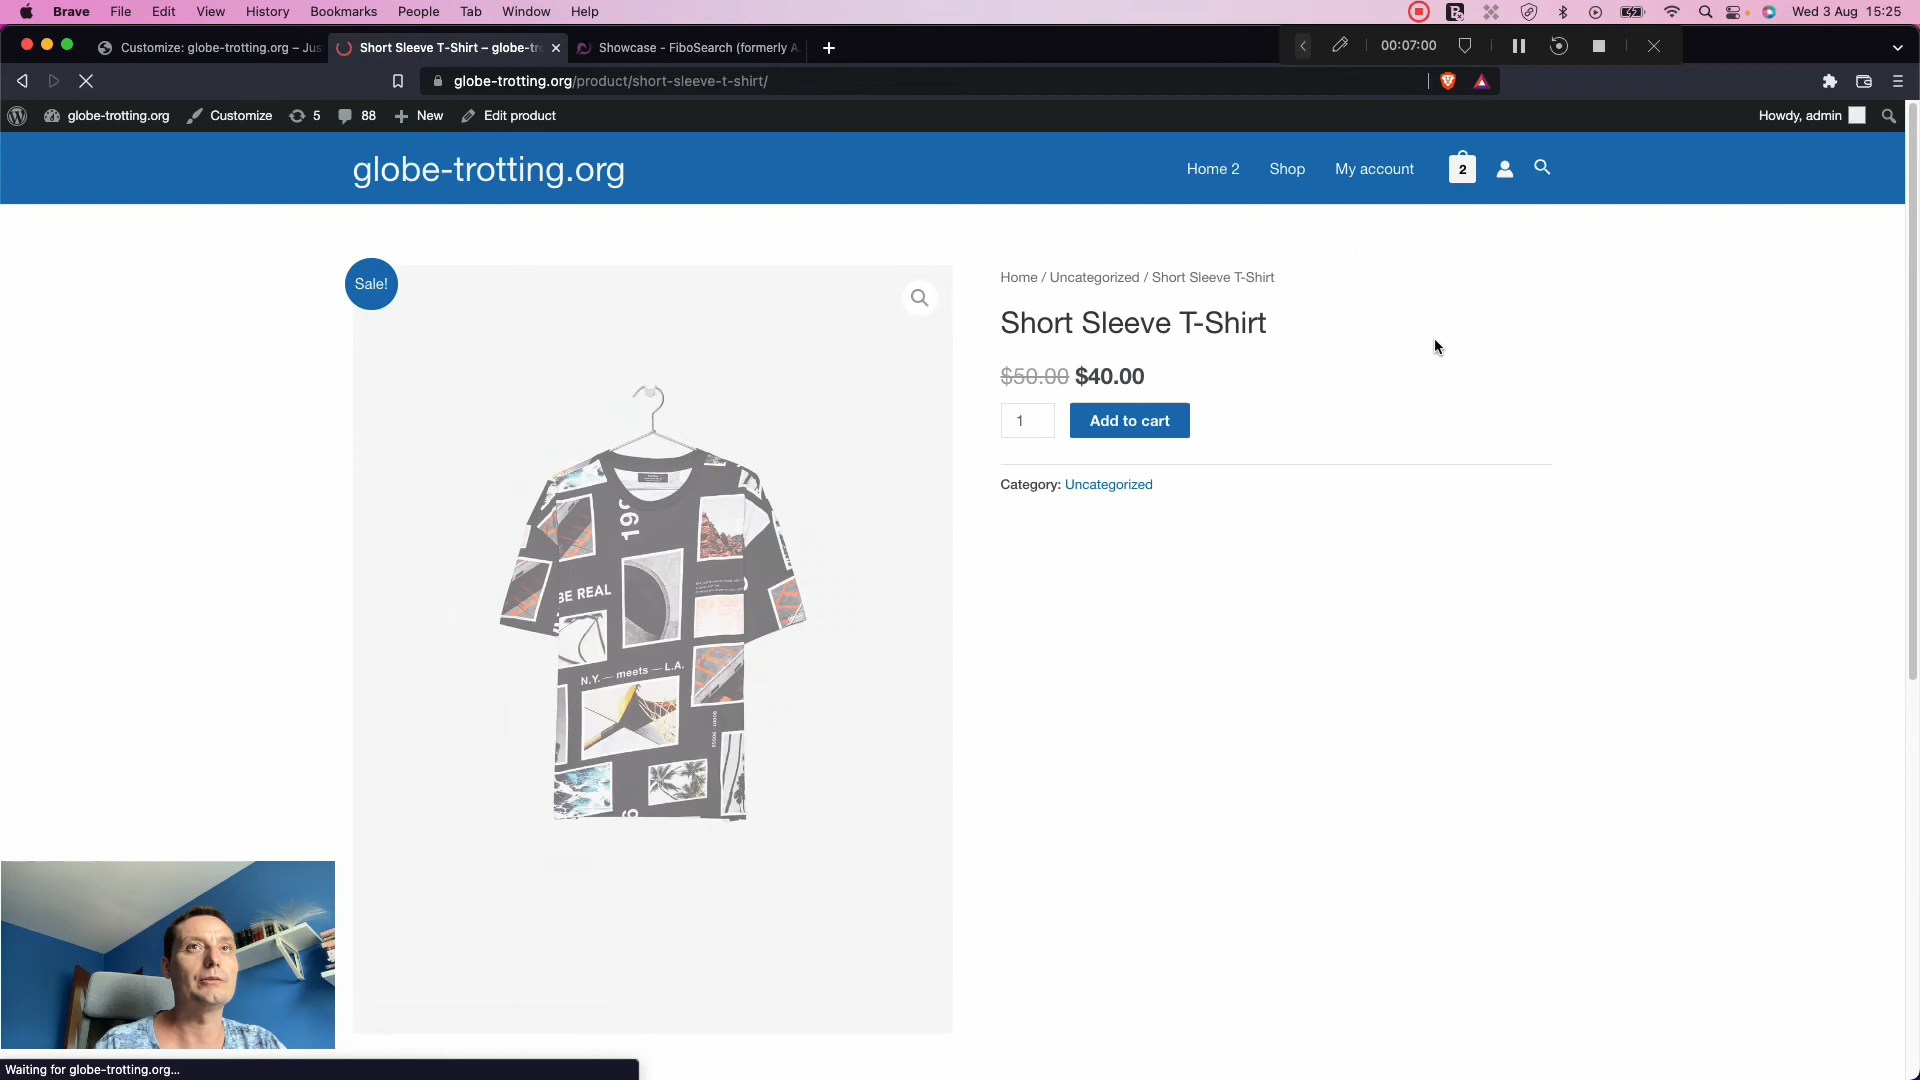 Brave File Edit View History Bookmarks People Tab Window Help Wed 3 Aug 15:25
Customize: globe-trotting.org – Jus Short Sleeve T-Shirt – globe-tr Showcase - FiboSearch (formerly A 00:07:00
globe-trotting.org/product/short-sleeve-t-shirt/
globe-trotting.org Customize 5 88 New Edit product Howdy, admin
globe-trotting.org Home 2 Shop My account 2
Sale!
Home / Uncategorized / Short Sleeve T-Shirt
Short Sleeve T-Shirt
$50.00 $40.00
1 Add to cart
Category: Uncategorized
BE REAL
N.Y. — meets — L.A.
Waiting for globe-trotting.org...